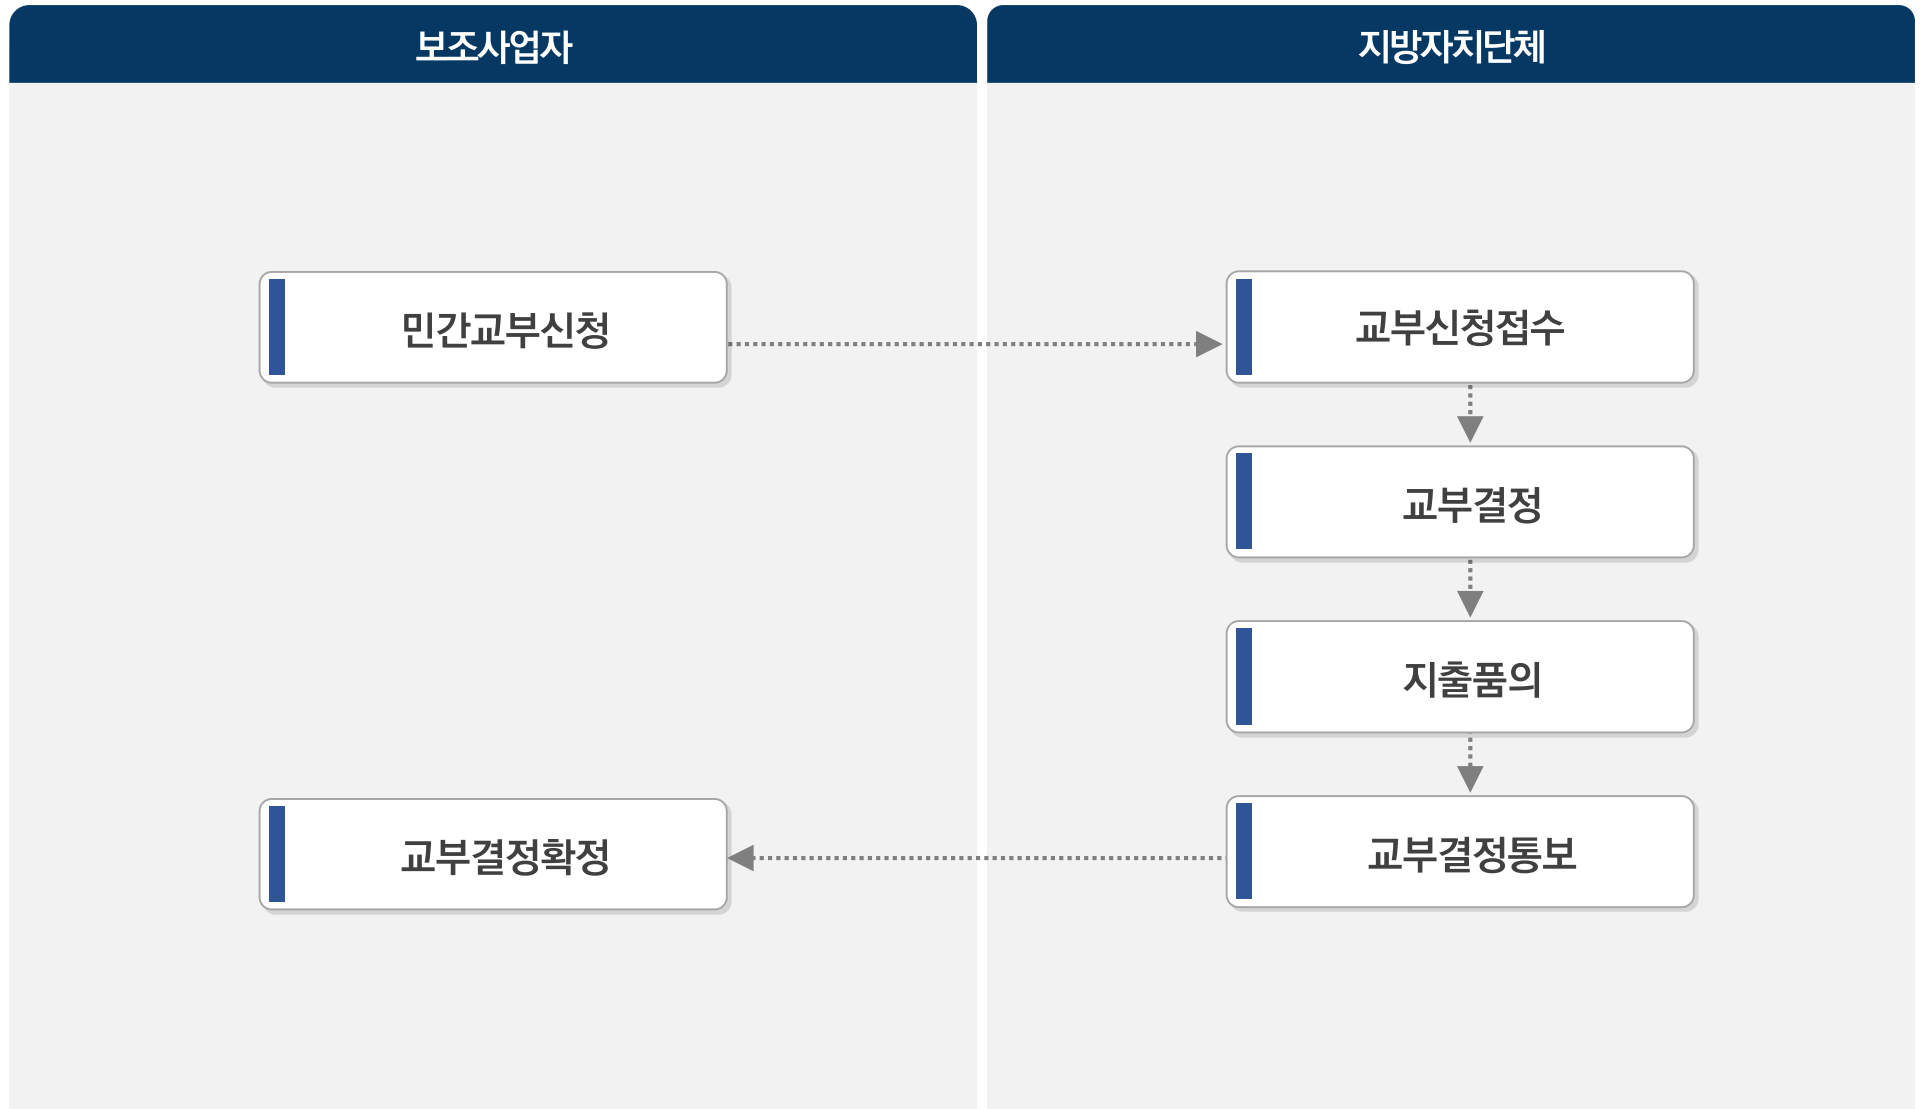 보조사업자
지방자치단체
민간교부신청
교부신청접수
교부결정
지출품의
교부결정통보
교부결정확정